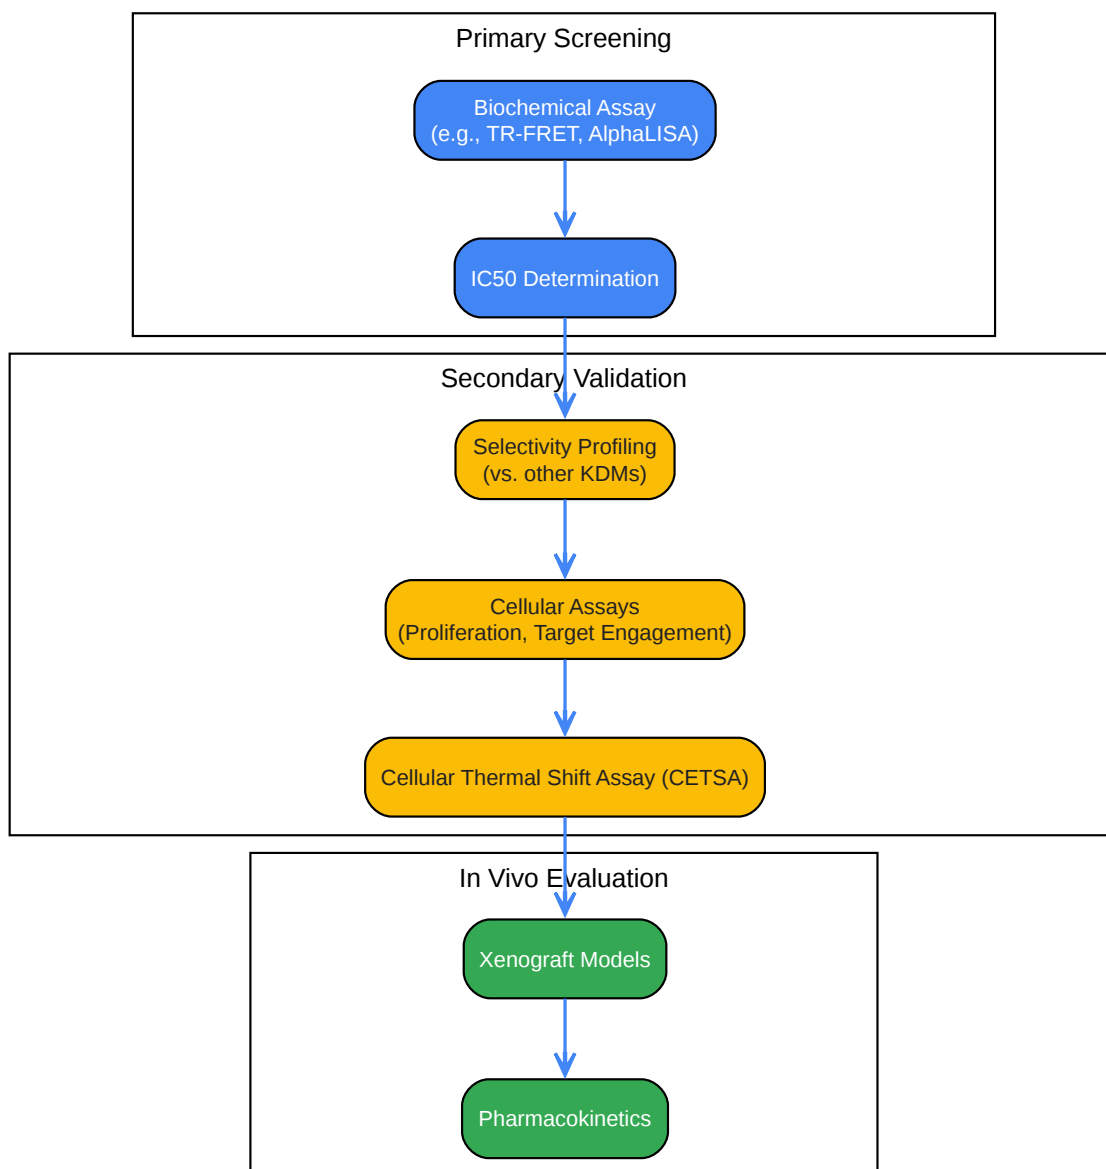 Primary Screening
Biochemical Assay
(e.g., TR-FRET, AlphaLISA)
IC50 Determination
Secondary Validation
Selectivity Profiling
(vs. other KDMs)
Cellular Assays
(Proliferation, Target Engagement)
Cellular Thermal Shift Assay (CETSA)
In Vivo Evaluation
Xenograft Models
Pharmacokinetics